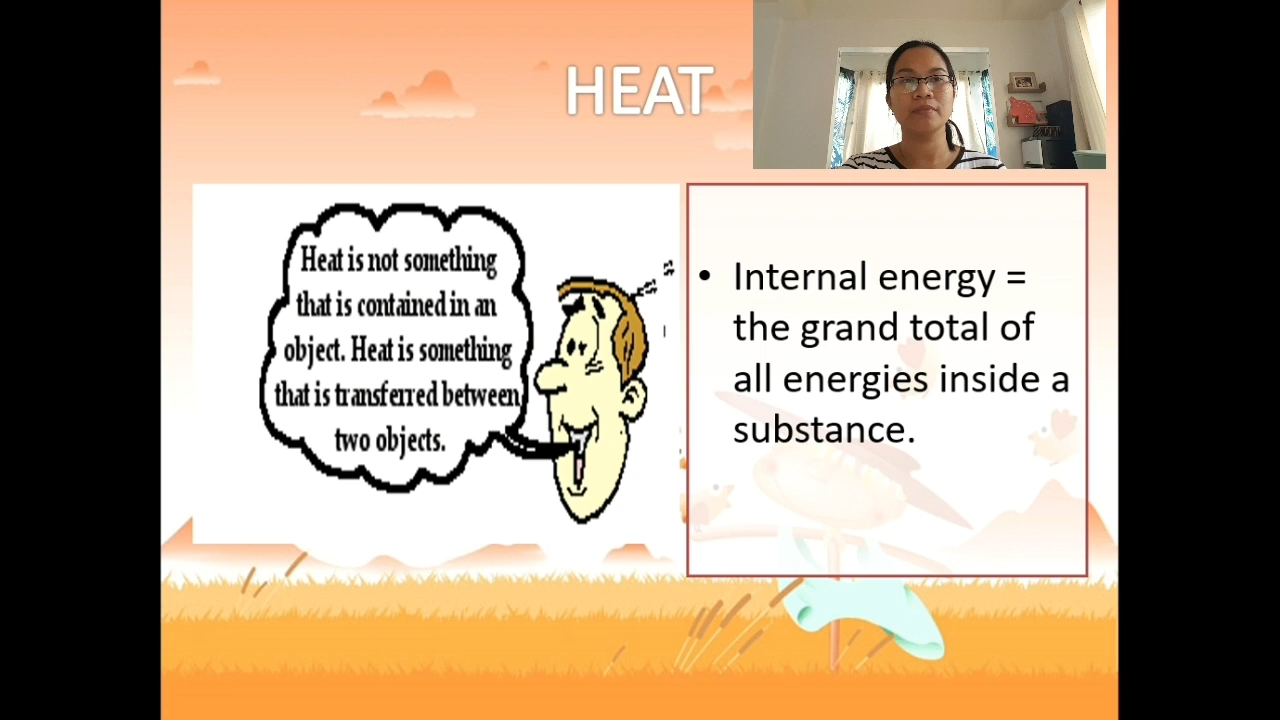 HEAT
Heat is not something
that is contained in an
object. Heat is something
that is transferred between
two objects.
• Internal energy =
the grand total of
all energies inside a
substance.